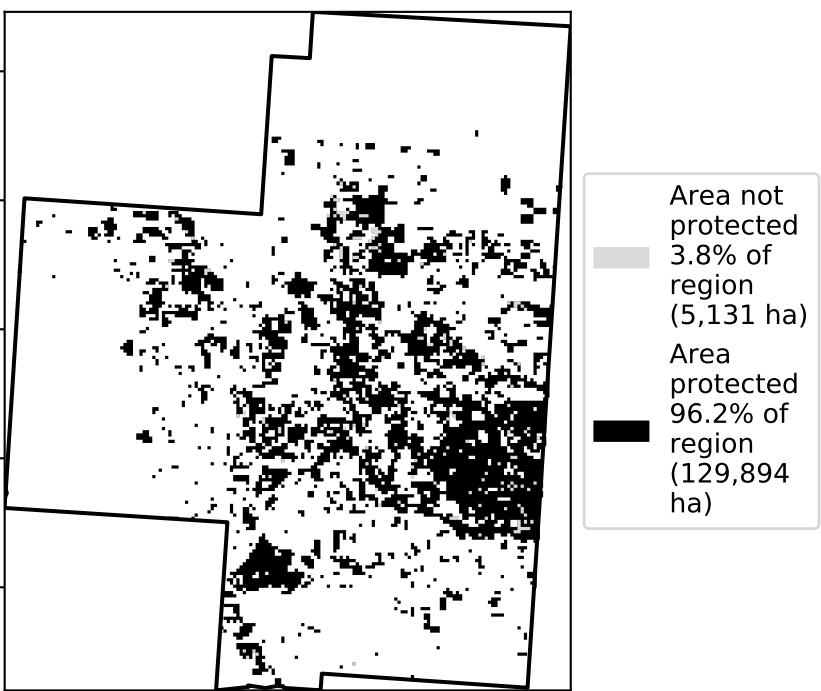 Area not
protected
3.8% of
region
(5,131 ha)
Area
protected
96.2% of
region
(129,894
ha)